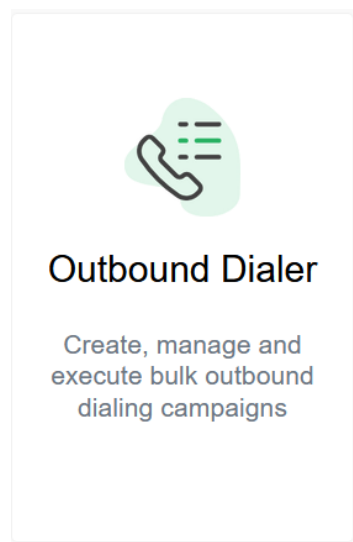 Outbound Dialer
Create, manage and
execute bulk outbound
dialing campaigns